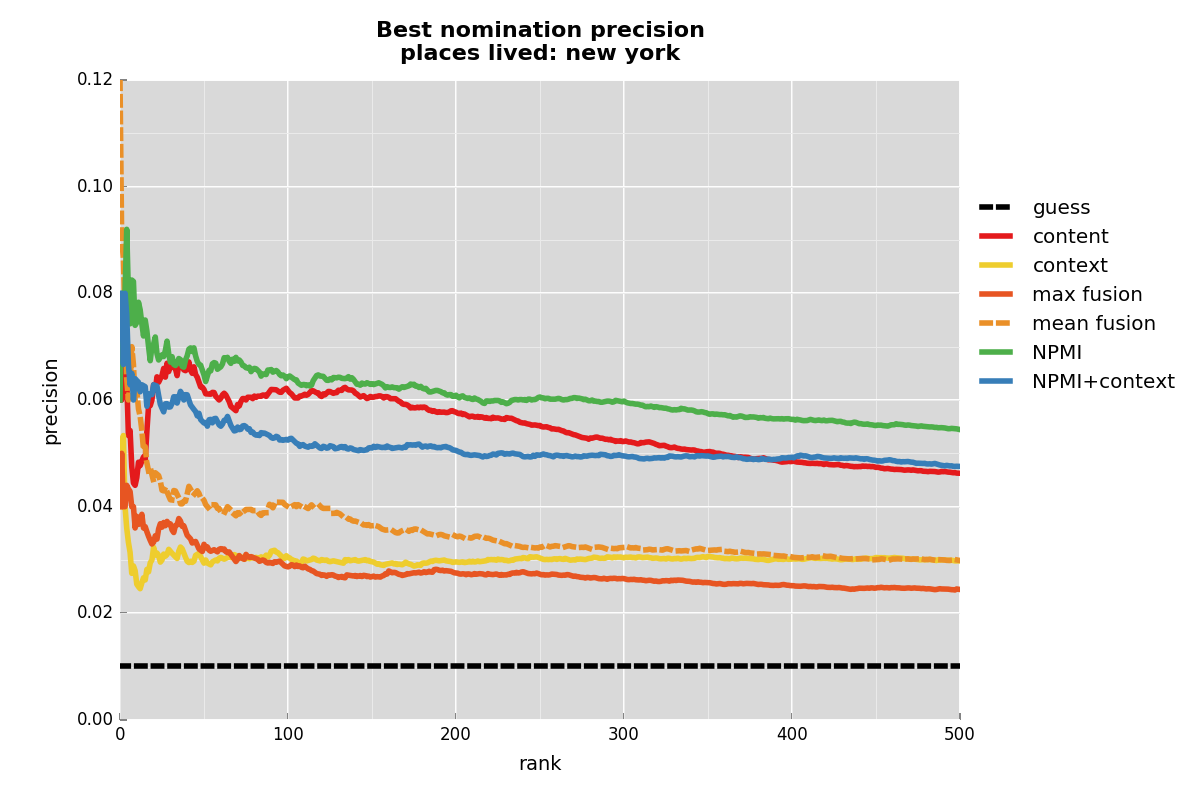 Best nomination precision
places lived: new york
0.12
0.10
0.08
0.06
0.04
0.02
0.00
precision
0
100
200
300
400
500
rank
guess
content
context
max fusion
mean fusion
NPMI
NPMI+context